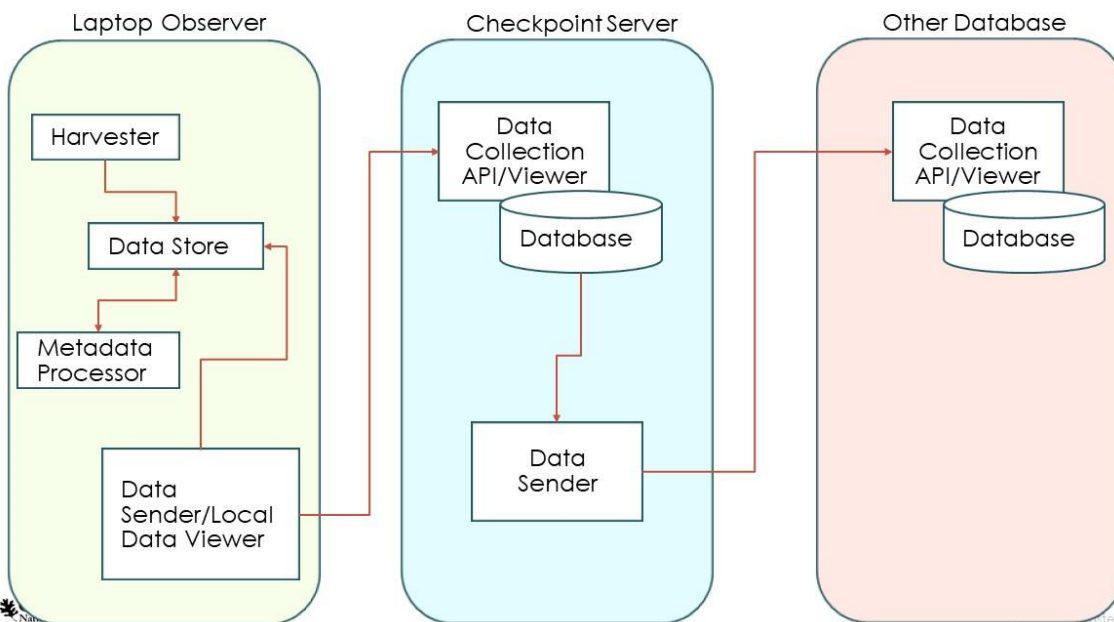 Laptop Observer
Checkpoint Server
Other Database
Harvester
Data Store
Metadata
Processor
Data
Sender/Local
Data Viewer
Data
Collection
API/Viewer
Database
Data
Sender
Data
Collection
API/Viewer
Database